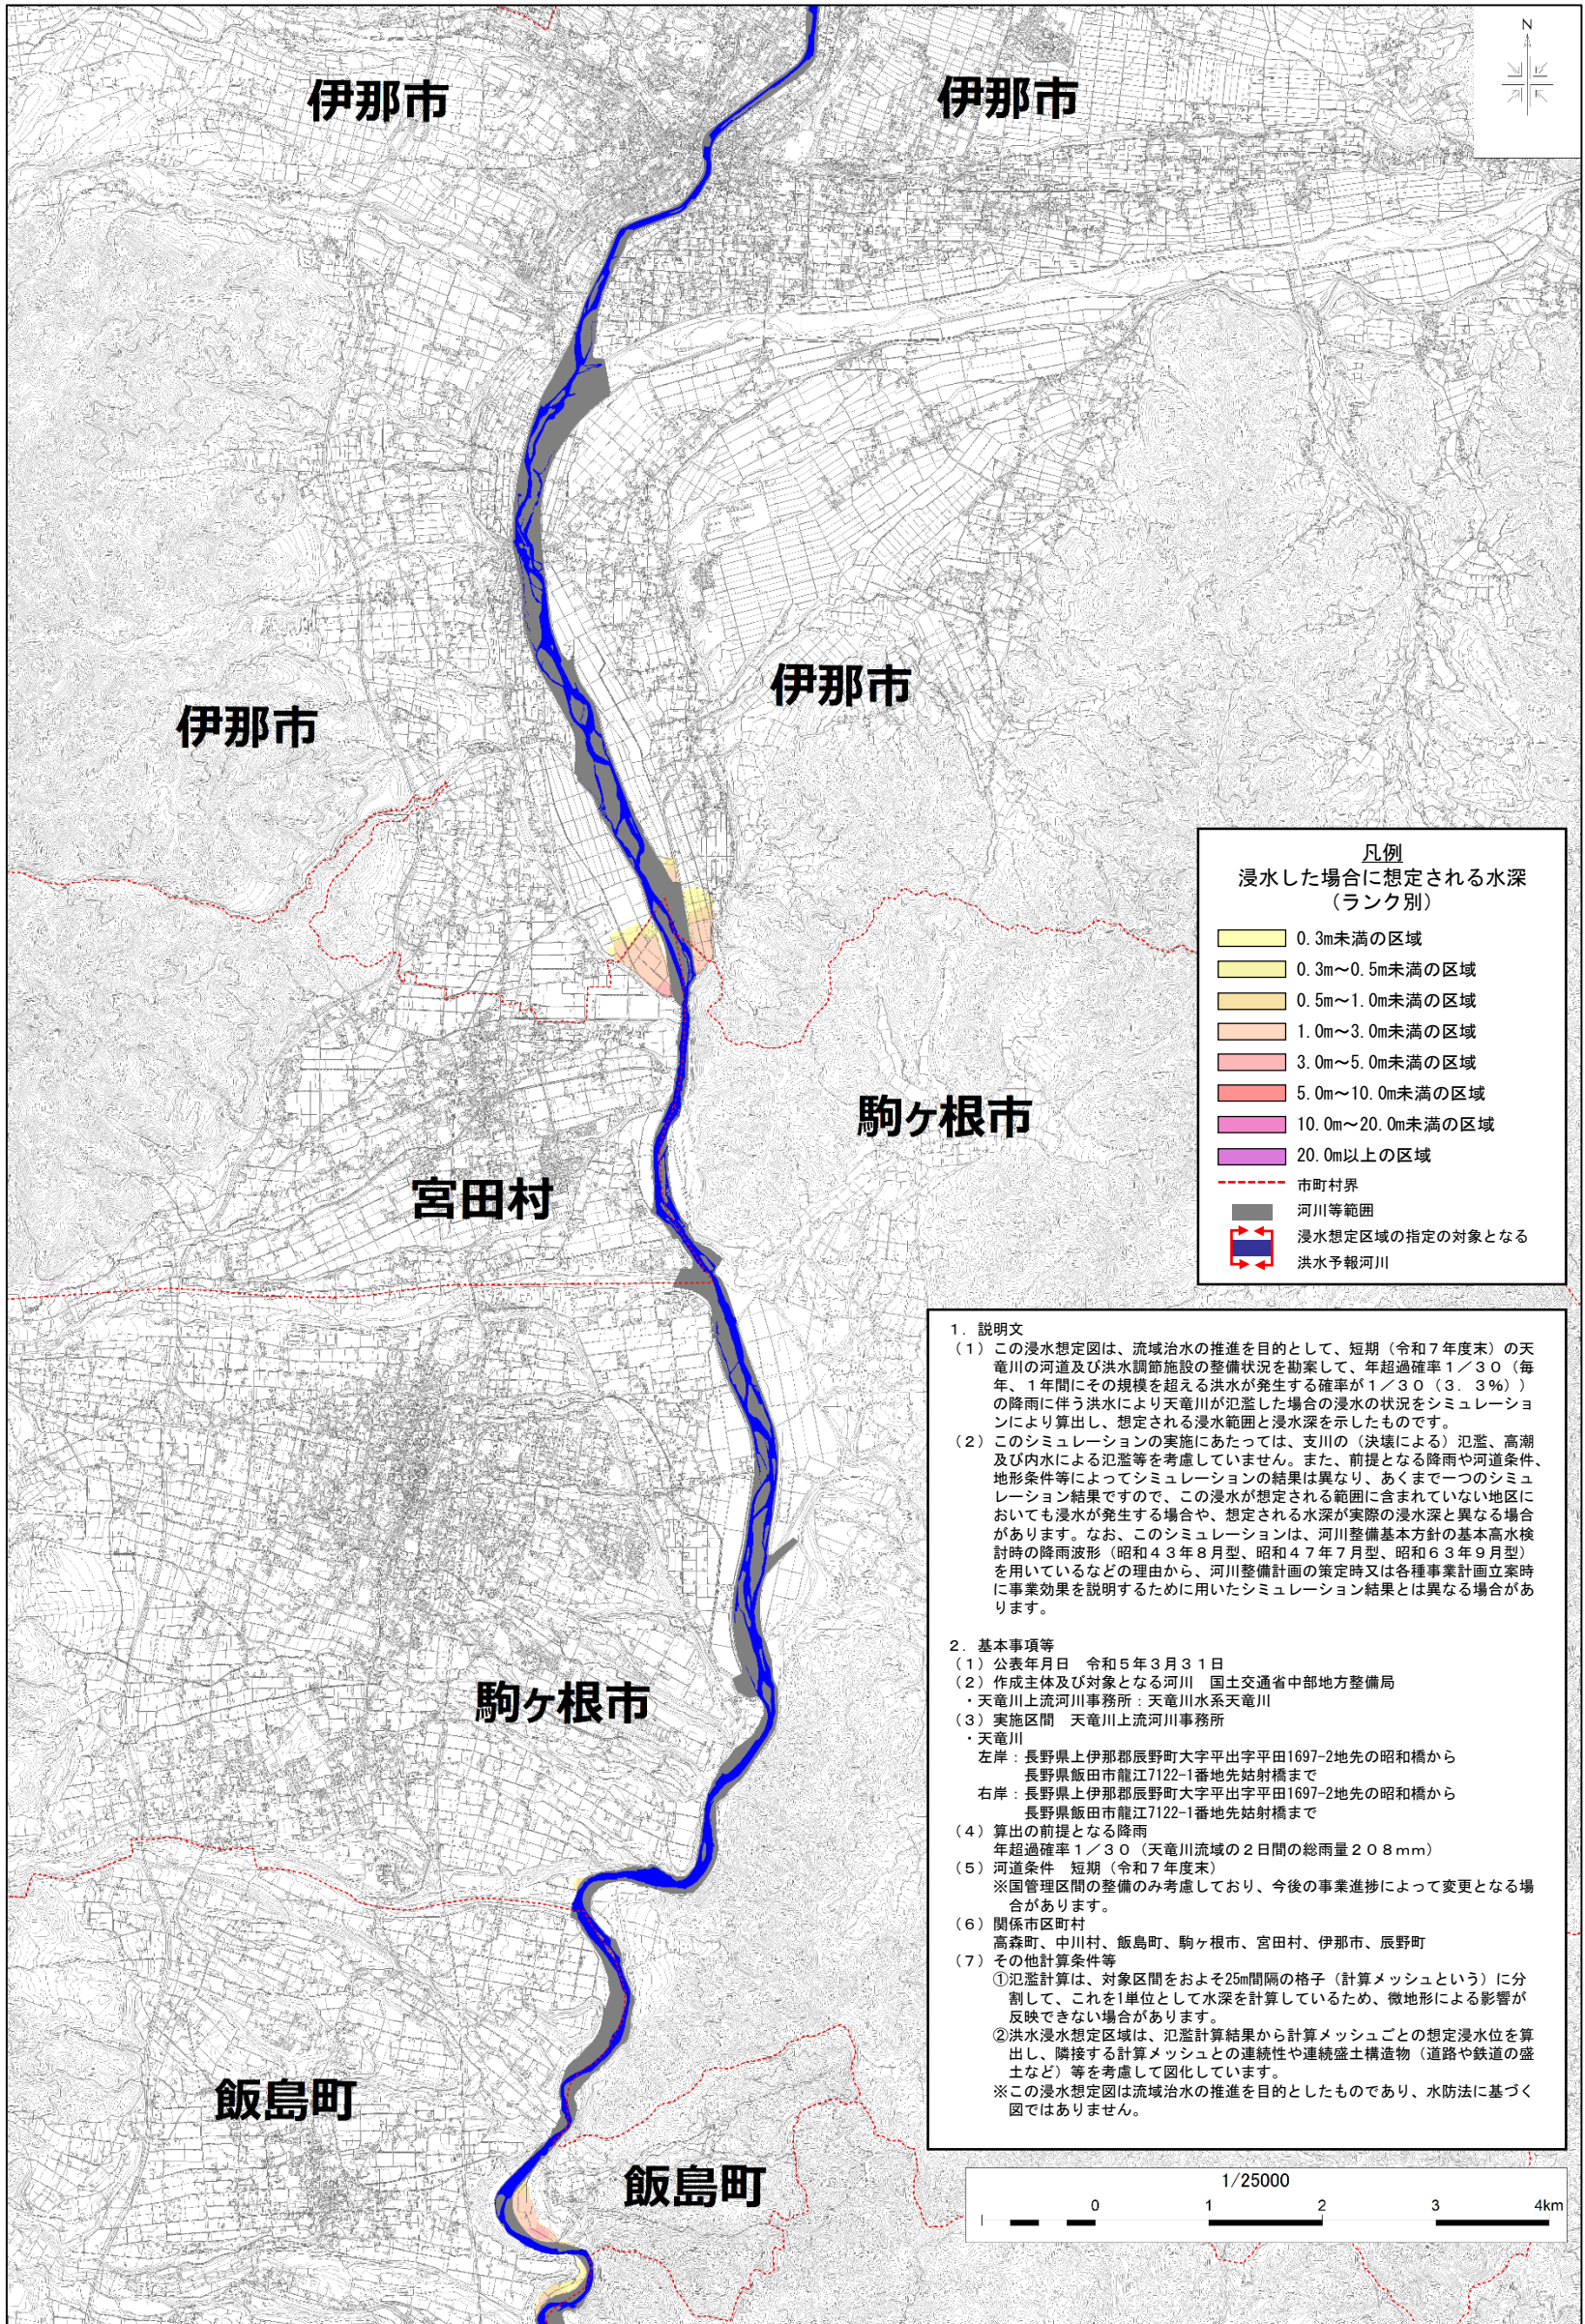 N
伊那市
伊那市
伊那市
伊那市
駒ヶ根市
宮田村
駒ヶ根市
飯島町
飯島町
凡例
浸水した場合に想定される水深
（ランク別）
0.3m未満の区域
0.3m～0.5m未満の区域
0.5m～1.0m未満の区域
1.0m～3.0m未満の区域
3.0m～5.0m未満の区域
5.0m～10.0m未満の区域
10.0m～20.0m未満の区域
20.0m以上の区域
市町村界
河川等範囲
浸水想定区域の指定の対象となる
洪水予報河川
1．説明文
（1）この浸水想定図は、流域治水の推進を目的として、短期（令和７年度末）の天
竜川の河道及び洪水調節施設の整備状況を勘案して、年超過確率１／３０（毎
年、１年間にその規模を超える洪水が発生する確率が１／３０（３．３％））
の降雨に伴う洪水により天竜川が氾濫した場合の浸水の状況をシミュレーショ
ンにより算出し、想定される浸水範囲と浸水深を示したものです。
（2）このシミュレーションの実施にあたっては、支川の（決壊による）氾濫、高潮
及び内水による氾濫等を考慮していません。また、前提となる降雨や河道条件、
地形条件等によってシミュレーションの結果は異なり、あくまで一つのシミュ
レーション結果ですので、この浸水が想定される範囲に含まれていない地区に
おいても浸水が発生する場合や、想定される水深が実際の浸水深と異なる場合
があります。なお、このシミュレーションは、河川整備基本方針の基本高水検
討時の降雨波形（昭和４３年８月型、昭和４７年７月型、昭和６３年９月型）
を用いているなどの理由から、河川整備計画の策定時又は各種事業計画立案時
に事業効果を説明するために用いたシミュレーション結果とは異なる場合があ
ります。
2．基本事項等
（1）公表年月日　令和５年３月３１日
（2）作成主体及び対象となる河川　国土交通省中部地方整備局
・天竜川上流河川事務所：天竜川水系天竜川
（3）実施区間　天竜川上流河川事務所
・天竜川
左岸：長野県上伊那郡辰野町大字平出字平田1697-2地先の昭和橋から
長野県飯田市龍江7122-1番地先姑射橋まで
右岸：長野県上伊那郡辰野町大字平出字平田1697-2地先の昭和橋から
長野県飯田市龍江7122-1番地先姑射橋まで
（4）算出の前提となる降雨
年超過確率１／３０（天竜川流域の２日間の総雨量２０８mm）
（5）河道条件　短期（令和７年度末）
※国管理区間の整備のみ考慮しており、今後の事業進捗によって変更となる場
合があります。
（6）関係市区町村
高森町、中川村、飯島町、駒ヶ根市、宮田村、伊那市、辰野町
（7）その他計算条件等
①氾濫計算は、対象区間をおよそ25m間隔の格子（計算メッシュという）に分
割して、これを1単位として水深を計算しているため、微地形による影響が
反映できない場合があります。
②洪水浸水想定区域は、氾濫計算結果から計算メッシュごとの想定浸水位を算
出し、隣接する計算メッシュとの連続性や連続盛土構造物（道路や鉄道の盛
土など）等を考慮して図化しています。
※この浸水想定図は流域治水の推進を目的としたものであり、水防法に基づく
図ではありません。
1/25000
0 1 2 3 4km